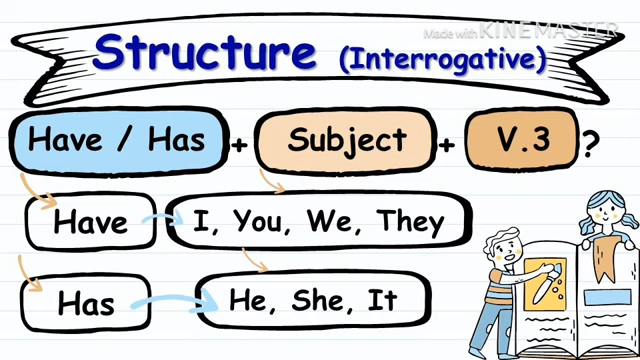 Made with KINEMASTER
Structure (Interrogative)
Have / Has + Subject + V.3 ?
Have I, You, We, They
Has He, She, It